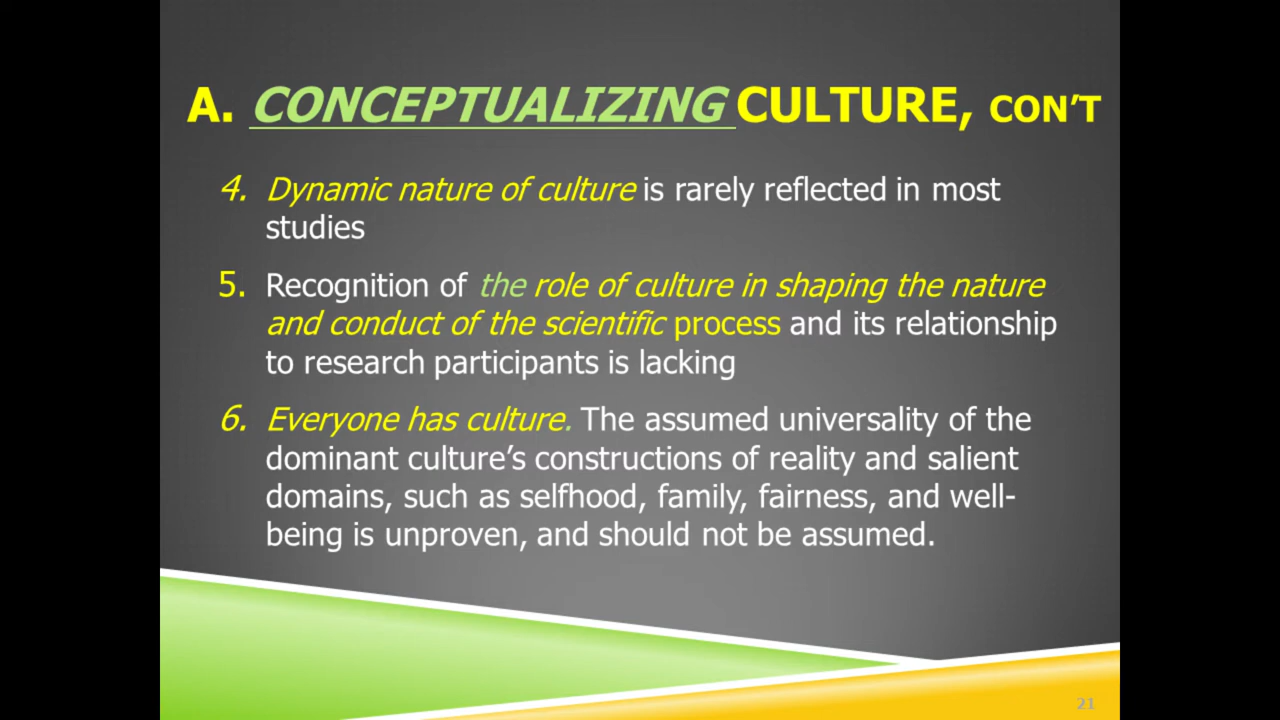 A. CONCEPTUALIZING CULTURE, CON'T
4. Dynamic nature of culture is rarely reflected in most
studies
5. Recognition of the role of culture in shaping the nature
and conduct of the scientific process and its relationship
to research participants is lacking
6. Everyone has culture. The assumed universality of the
dominant culture's constructions of reality and salient
domains, such as selfhood, family, fairness, and well-
being is unproven, and should not be assumed.
21